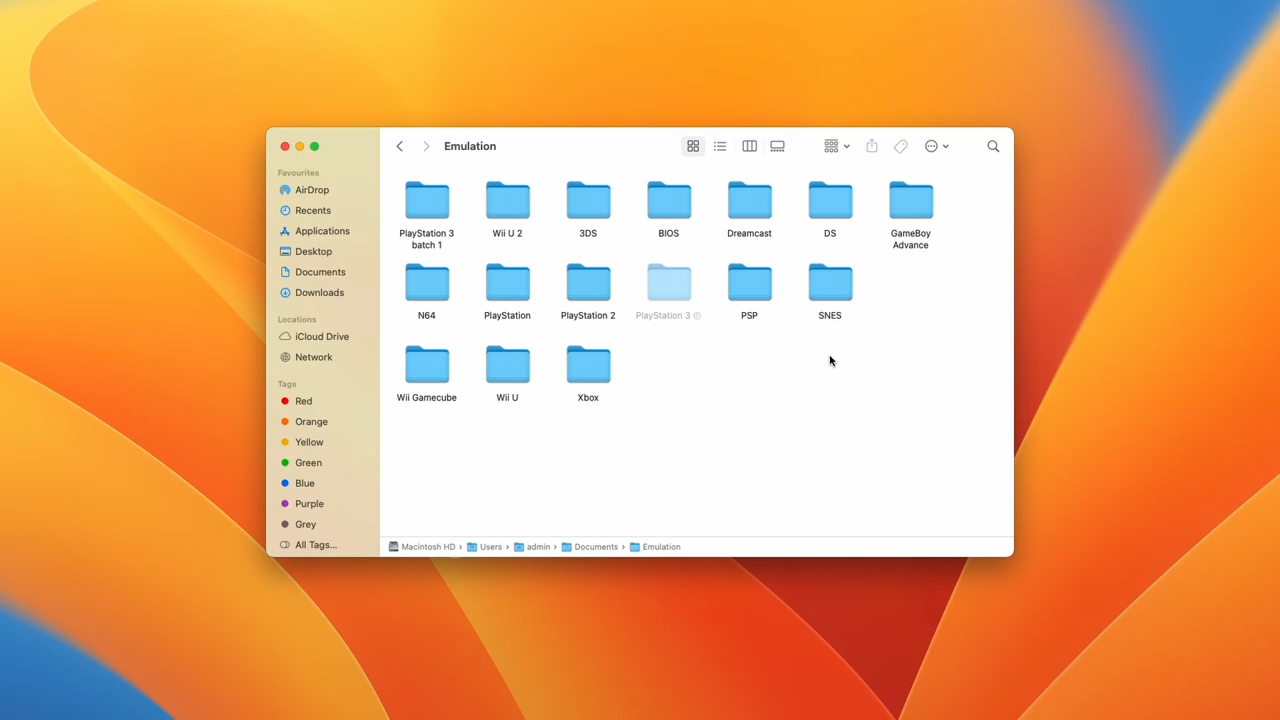 Emulation
Favourites
AirDrop
Recents
Applications
Desktop
Documents
Downloads
Locations
iCloud Drive
Network
Tags
Red
Orange
Yellow
Green
Blue
Purple
Grey
All Tags...
PlayStation 3
batch 1
Wii U 2
3DS
BIOS
Dreamcast
DS
GameBoy
Advance
N64
PlayStation
PlayStation 2
PlayStation 3
PSP
SNES
Wii Gamecube
Wii U
Xbox
Macintosh HD › Users › admin › Documents › Emulation